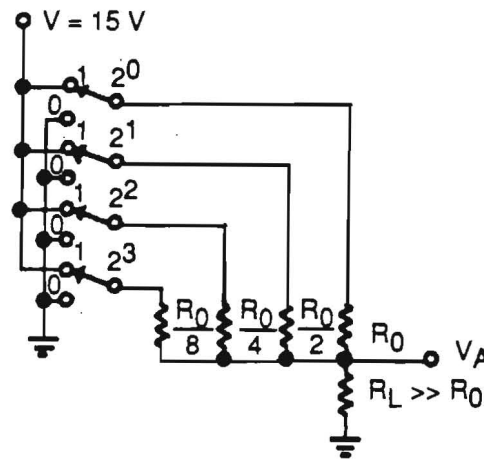 V = 15 V
1 2⁰
0
1 2¹
0
1 2²
0
1 2³
0
R₀/8 R₀/4 R₀/2 R₀ V_A
R_L >> R₀